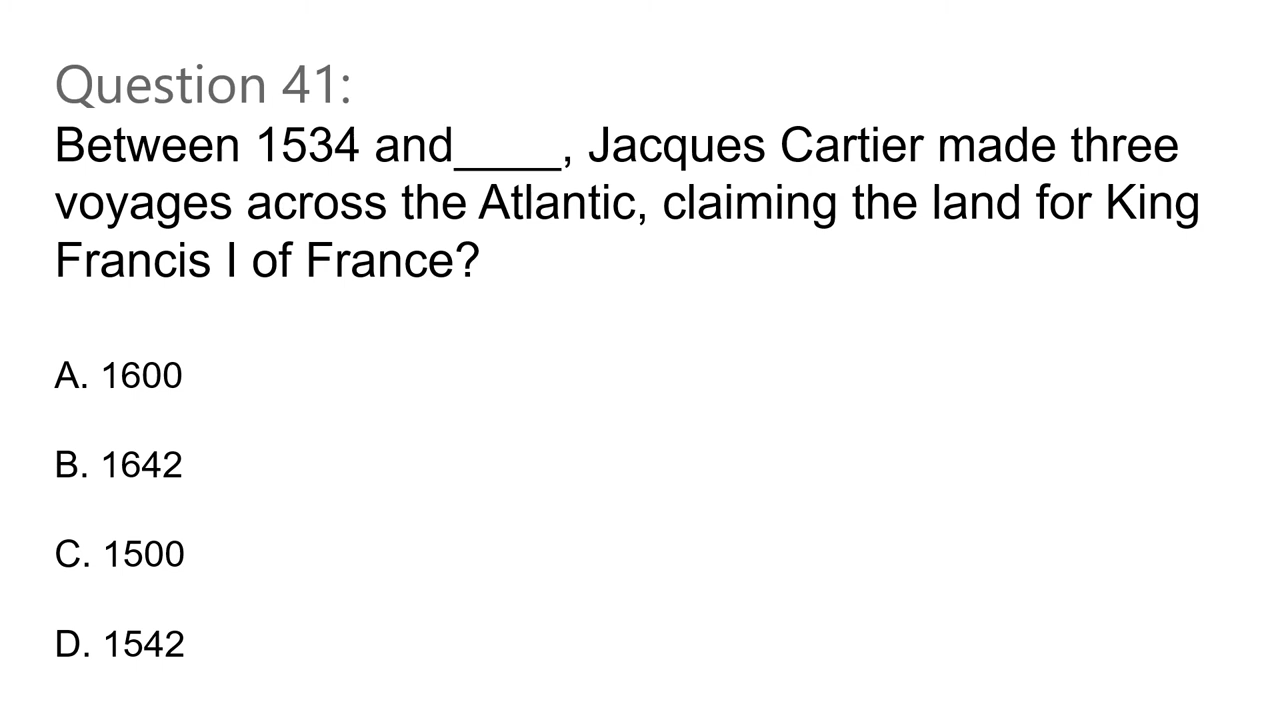 Question 41:
Between 1534 and____, Jacques Cartier made three
voyages across the Atlantic, claiming the land for King
Francis I of France?
A. 1600
B. 1642
C. 1500
D. 1542